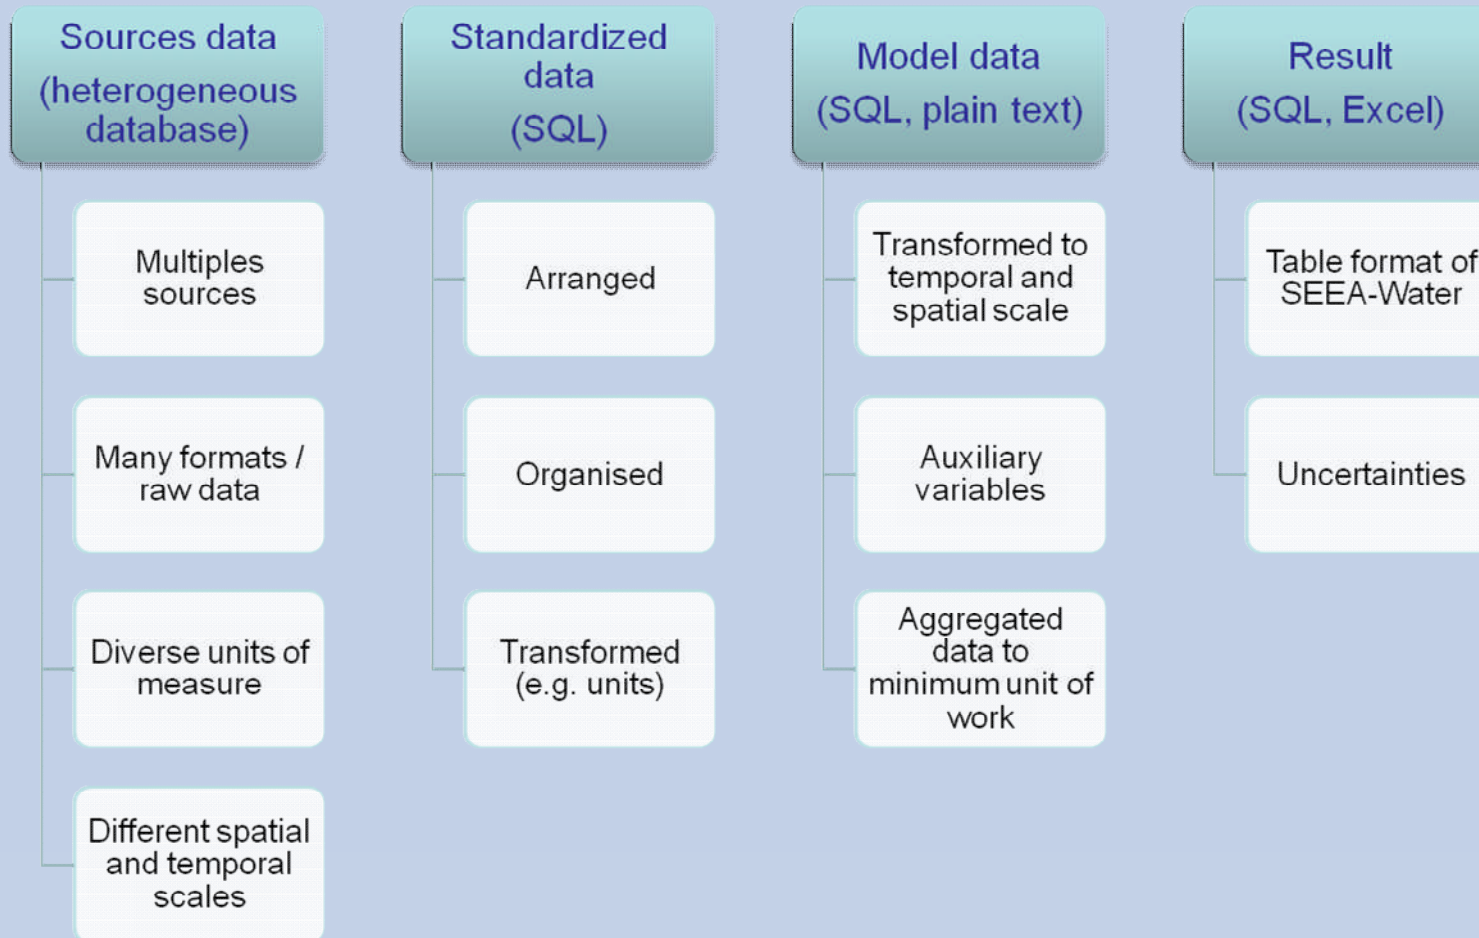 Sources data
(heterogeneous
database)
Multiples
sources
Many formats /
raw data
Diverse units of
measure
Different spatial
and temporal
scales
Standardized
data
(SQL)
Arranged
Organised
Transformed
(e.g. units)
Model data
(SQL, plain text)
Transformed to
temporal and
spatial scale
Auxiliary
variables
Aggregated
data to
minimum unit of
work
Result
(SQL, Excel)
Table format of
SEEA-Water
Uncertainties